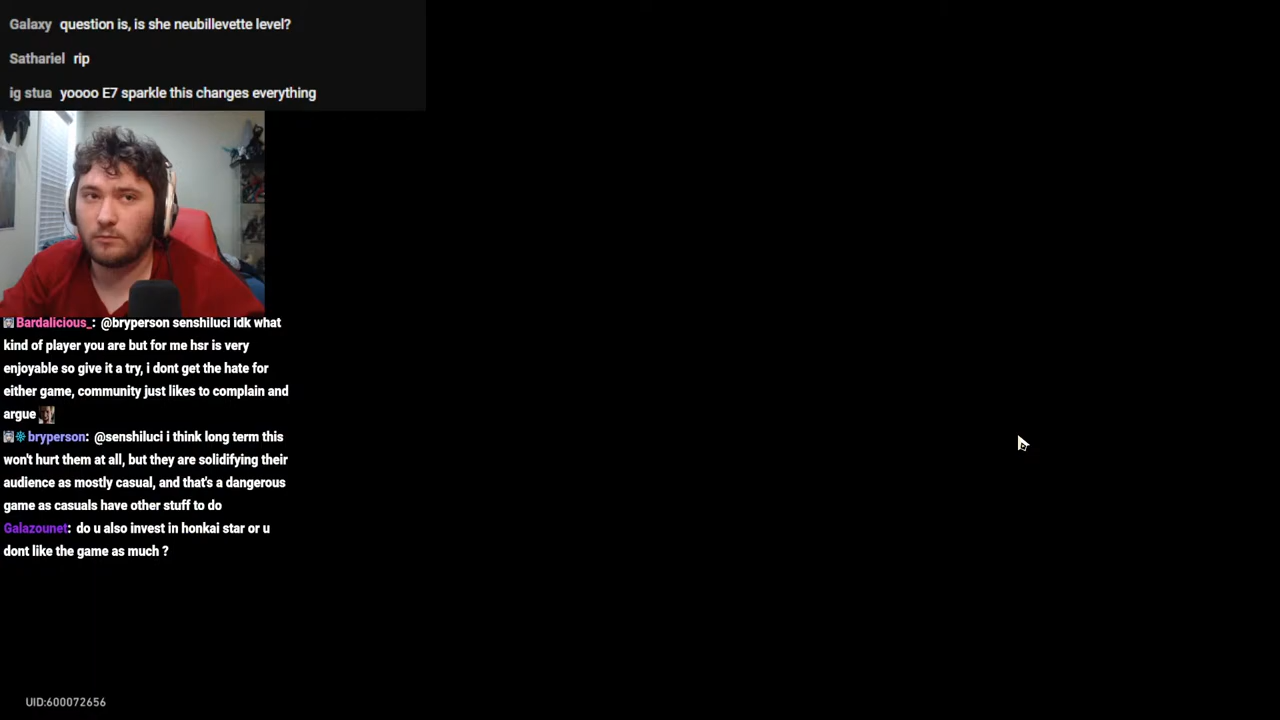 Galaxy question is, is she neubillevette level?
Sathariel rip
ig stua yoooo E7 sparkle this changes everything
Bardalicious_: @bryperson senshiluci idk what
kind of player you are but for me hsr is very
enjoyable so give it a try, i dont get the hate for
either game, community just likes to complain and
argue
bryperson: @senshiluci i think long term this
won't hurt them at all, but they are solidifying their
audience as mostly casual, and that's a dangerous
game as casuals have other stuff to do
Galazounet: do u also invest in honkai star or u
dont like the game as much ?
UID:600072656